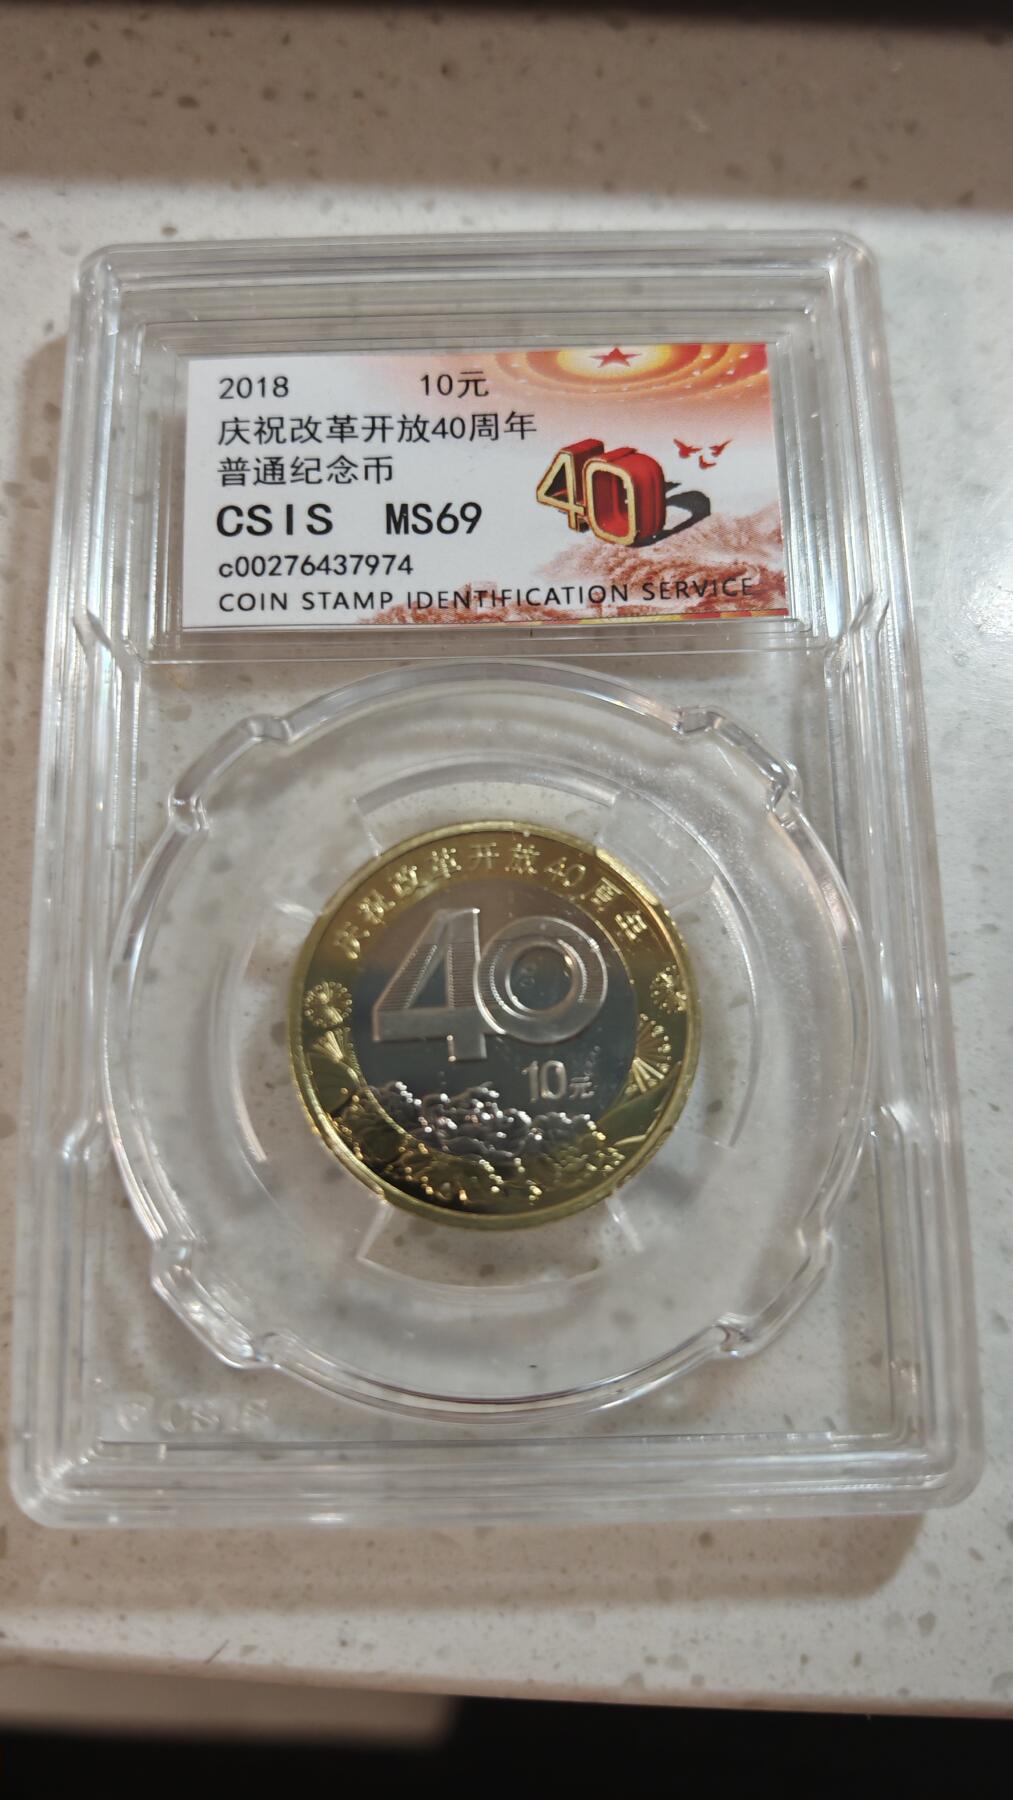 2018 10元
庆祝改革开放40周年
普通纪念币
CSIS MS69
c00276437974
COIN STAMP IDENTIFICATION SERVICE
40
庆祝改革开放40周年
40
10元
CSIS